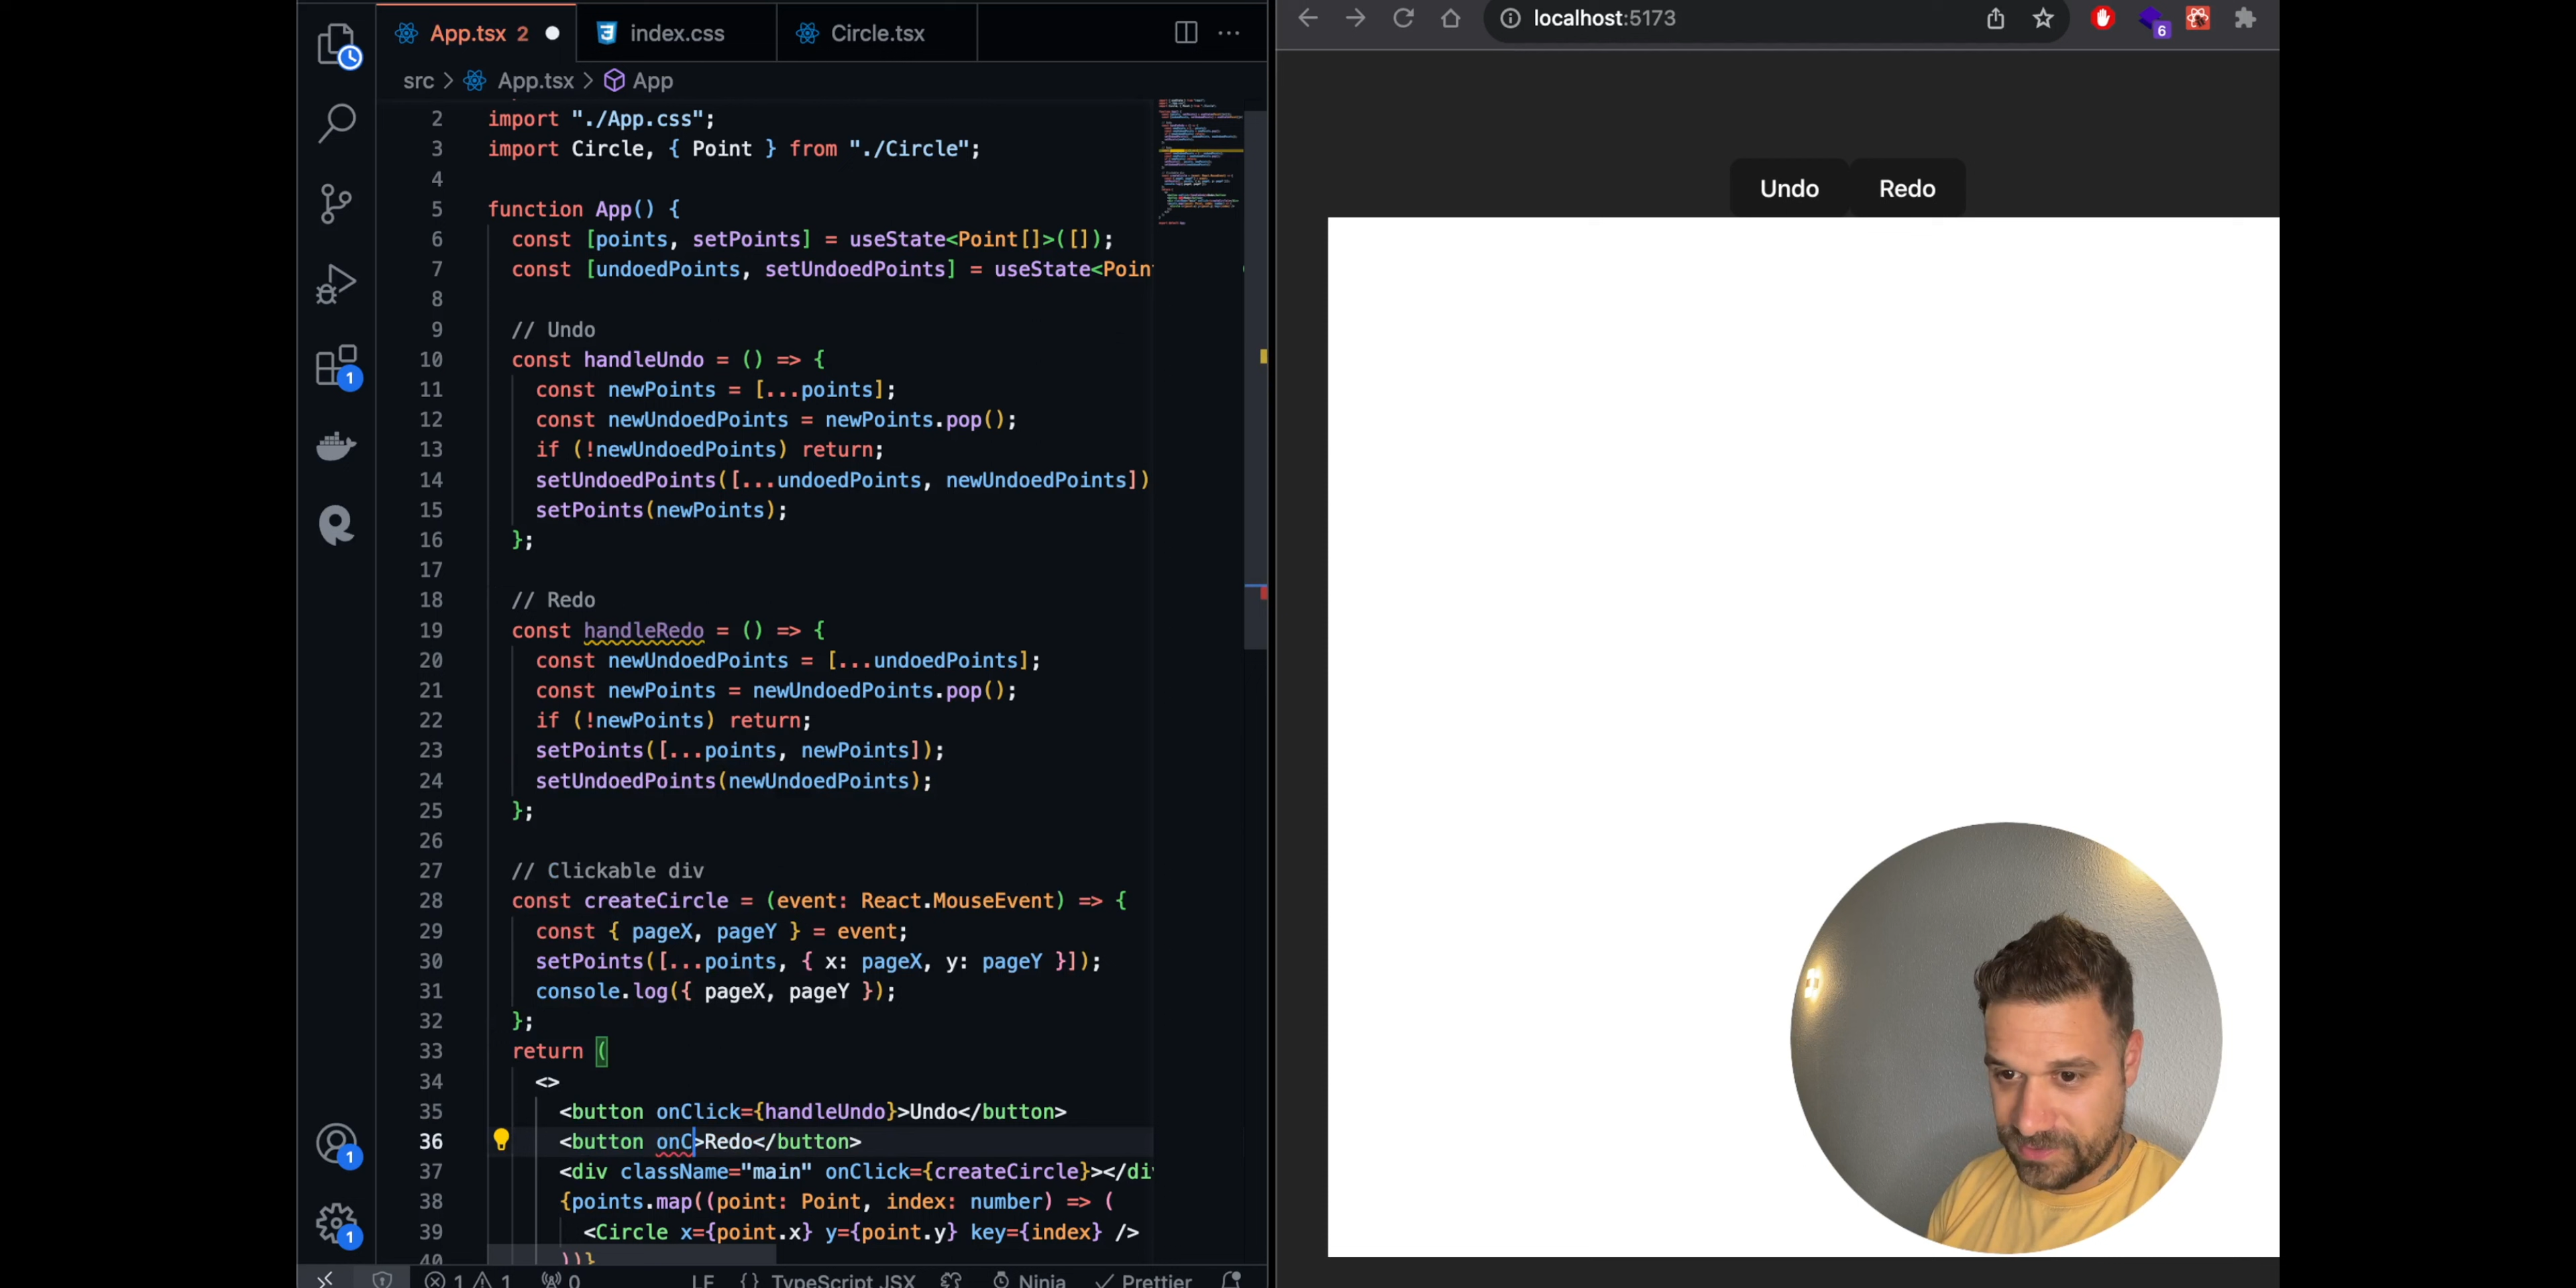 App.tsx 2
index.css
Circle.tsx
src > App.tsx > App
2 import "./App.css";
3 import Circle, { Point } from "./Circle";
4
5 function App() {
6 const [points, setPoints] = useState<Point[]>([]);
7 const [undoedPoints, setUndoedPoints] = useState<Poin
8
9 // Undo
10 const handleUndo = () => {
11 const newPoints = [...points];
12 const newUndoedPoints = newPoints.pop();
13 if (!newUndoedPoints) return;
14 setUndoedPoints([...undoedPoints, newUndoedPoints])
15 setPoints(newPoints);
16 };
17
18 // Redo
19 const handleRedo = () => {
20 const newUndoedPoints = [...undoedPoints];
21 const newPoints = newUndoedPoints.pop();
22 if (!newPoints) return;
23 setPoints([...points, newPoints]);
24 setUndoedPoints(newUndoedPoints);
25 };
26
27 // Clickable div
28 const createCircle = (event: React.MouseEvent) => {
29 const { pageX, pageY } = event;
30 setPoints([...points, { x: pageX, y: pageY }]);
31 console.log({ pageX, pageY });
32 };
33 return (
34 <>
35 <button onClick={handleUndo}>Undo</button>
36 <button onC>Redo</button>
37 <div className="main" onClick={createCircle}></di
38 {points.map((point: Point, index: number) => (
39 <Circle x={point.x} y={point.y} key={index} />
40 ))}
1 1 0 LF {} TypeScript JSX Ninja Prettier
1
1
1
localhost:5173
6
Undo Redo